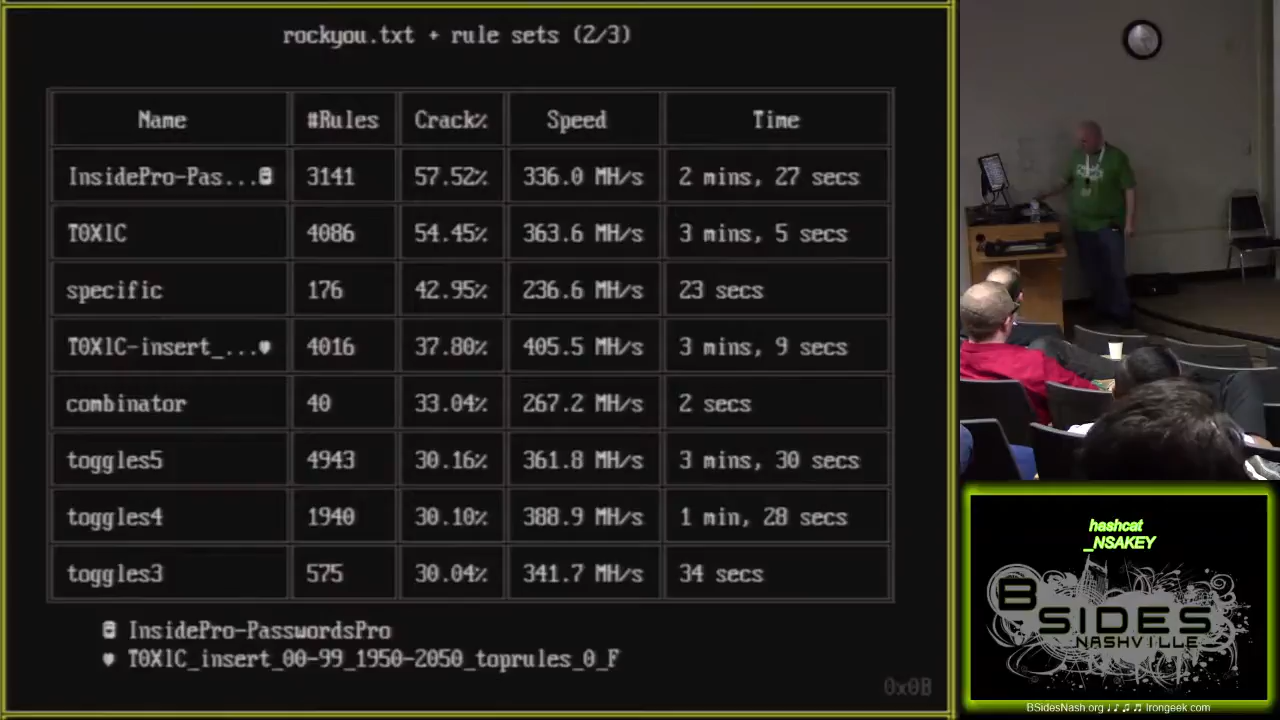 rockyou.txt + rule sets (2/3)
Name #Rules Crack% Speed Time
InsidePro-Pas... 3141 57.52% 336.0 MH/s 2 mins, 27 secs
T0XlC 4086 54.45% 363.6 MH/s 3 mins, 5 secs
specific 176 42.95% 236.6 MH/s 23 secs
T0XlC-insert_...♥ 4016 37.80% 405.5 MH/s 3 mins, 9 secs
combinator 40 33.04% 267.2 MH/s 2 secs
toggles5 4943 30.16% 361.8 MH/s 3 mins, 30 secs
toggles4 1940 30.10% 388.9 MH/s 1 min, 28 secs
toggles3 575 30.04% 341.7 MH/s 34 secs
InsidePro-PasswordsPro
♥ T0XlC_insert_00-99_1950-2050_toprules_0_F
0x0B
hashcat
_NSAKEY
BSIDES
NASHVILLE
BSidesNash.org ♩♪♫♬ Irongeek.com